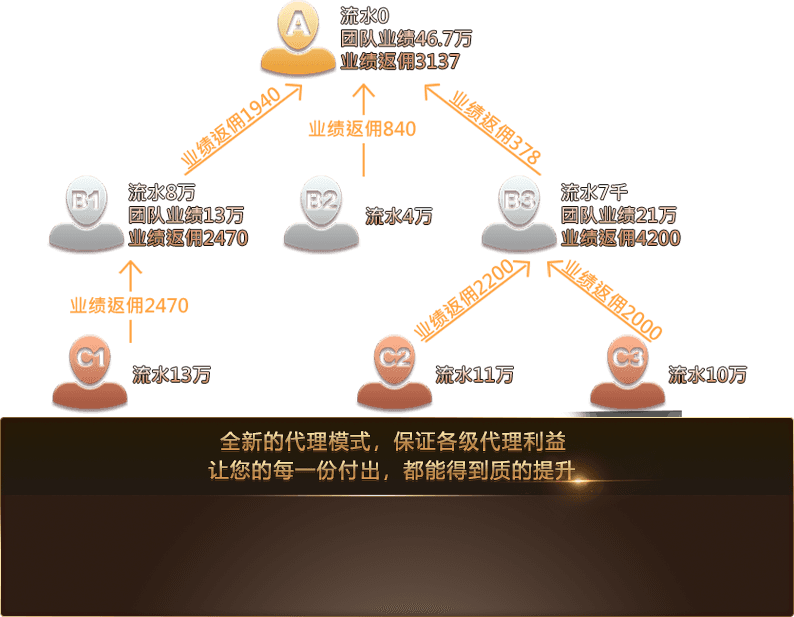 A
流水0
团队业绩46.7万
业绩返佣3137
业绩返佣1940
业绩返佣840
业绩返佣378
B1
流水8万
团队业绩13万
业绩返佣2470
B2
流水4万
B3
流水7千
团队业绩21万
业绩返佣4200
业绩返佣2470
业绩返佣2200
业绩返佣2000
C1
流水13万
C2
流水11万
C3
流水10万
全新的代理模式，保证各级代理利益
让您的每一份付出，都能得到质的提升